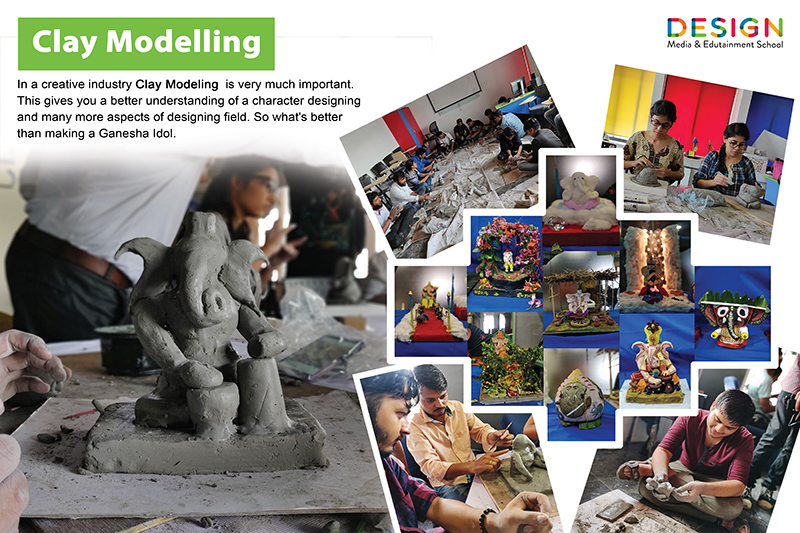 Clay Modelling
DESIGN
Media & Edutainment School
In a creative industry Clay Modeling is very much important.
This gives you a better understanding of a character designing
and many more aspects of designing field. So what's better
than making a Ganesha Idol.